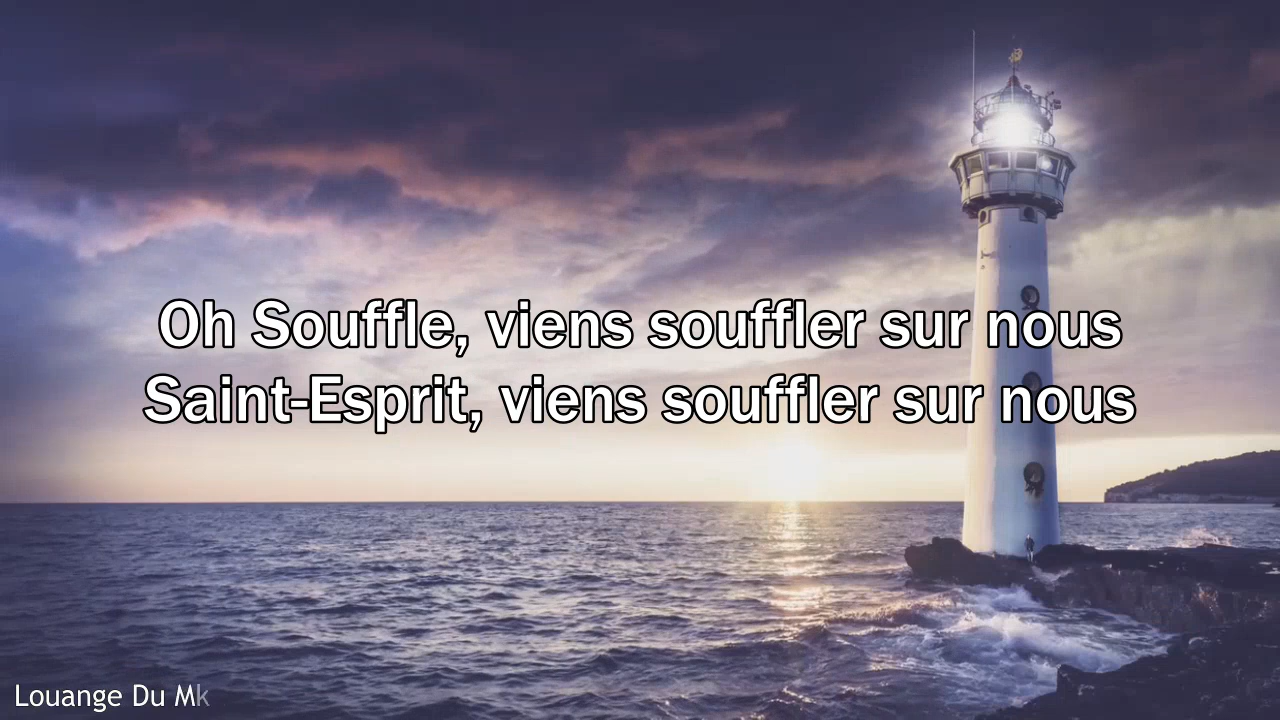 Oh Souffle, viens souffler sur nous
Saint-Esprit, viens souffler sur nous
Louange Du Mk